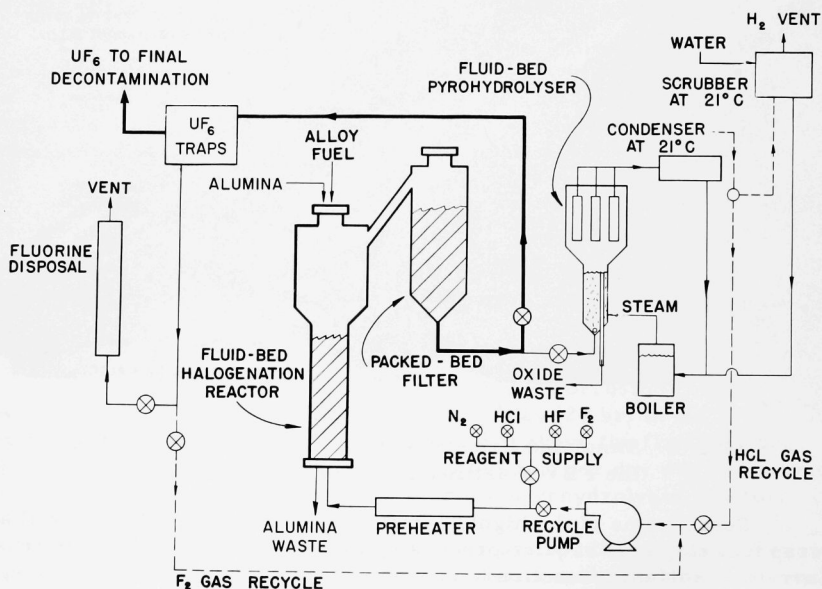 H₂ VENT
WATER
SCRUBBER
AT 21°C
UF₆ TO FINAL
DECONTAMINATION
FLUID-BED
PYROHYDROLYSER
CONDENSER
AT 21°C
UF₆
TRAPS
ALLOY
FUEL
ALUMINA
VENT
FLUORINE
DISPOSAL
STEAM
FLUID-BED
HALOGENATION
REACTOR
PACKED-BED
FILTER
OXIDE
WASTE
BOILER
N₂ HCl HF F₂
REAGENT SUPPLY
HCL GAS
RECYCLE
ALUMINA
WASTE
PREHEATER
RECYCLE
PUMP
F₂ GAS RECYCLE